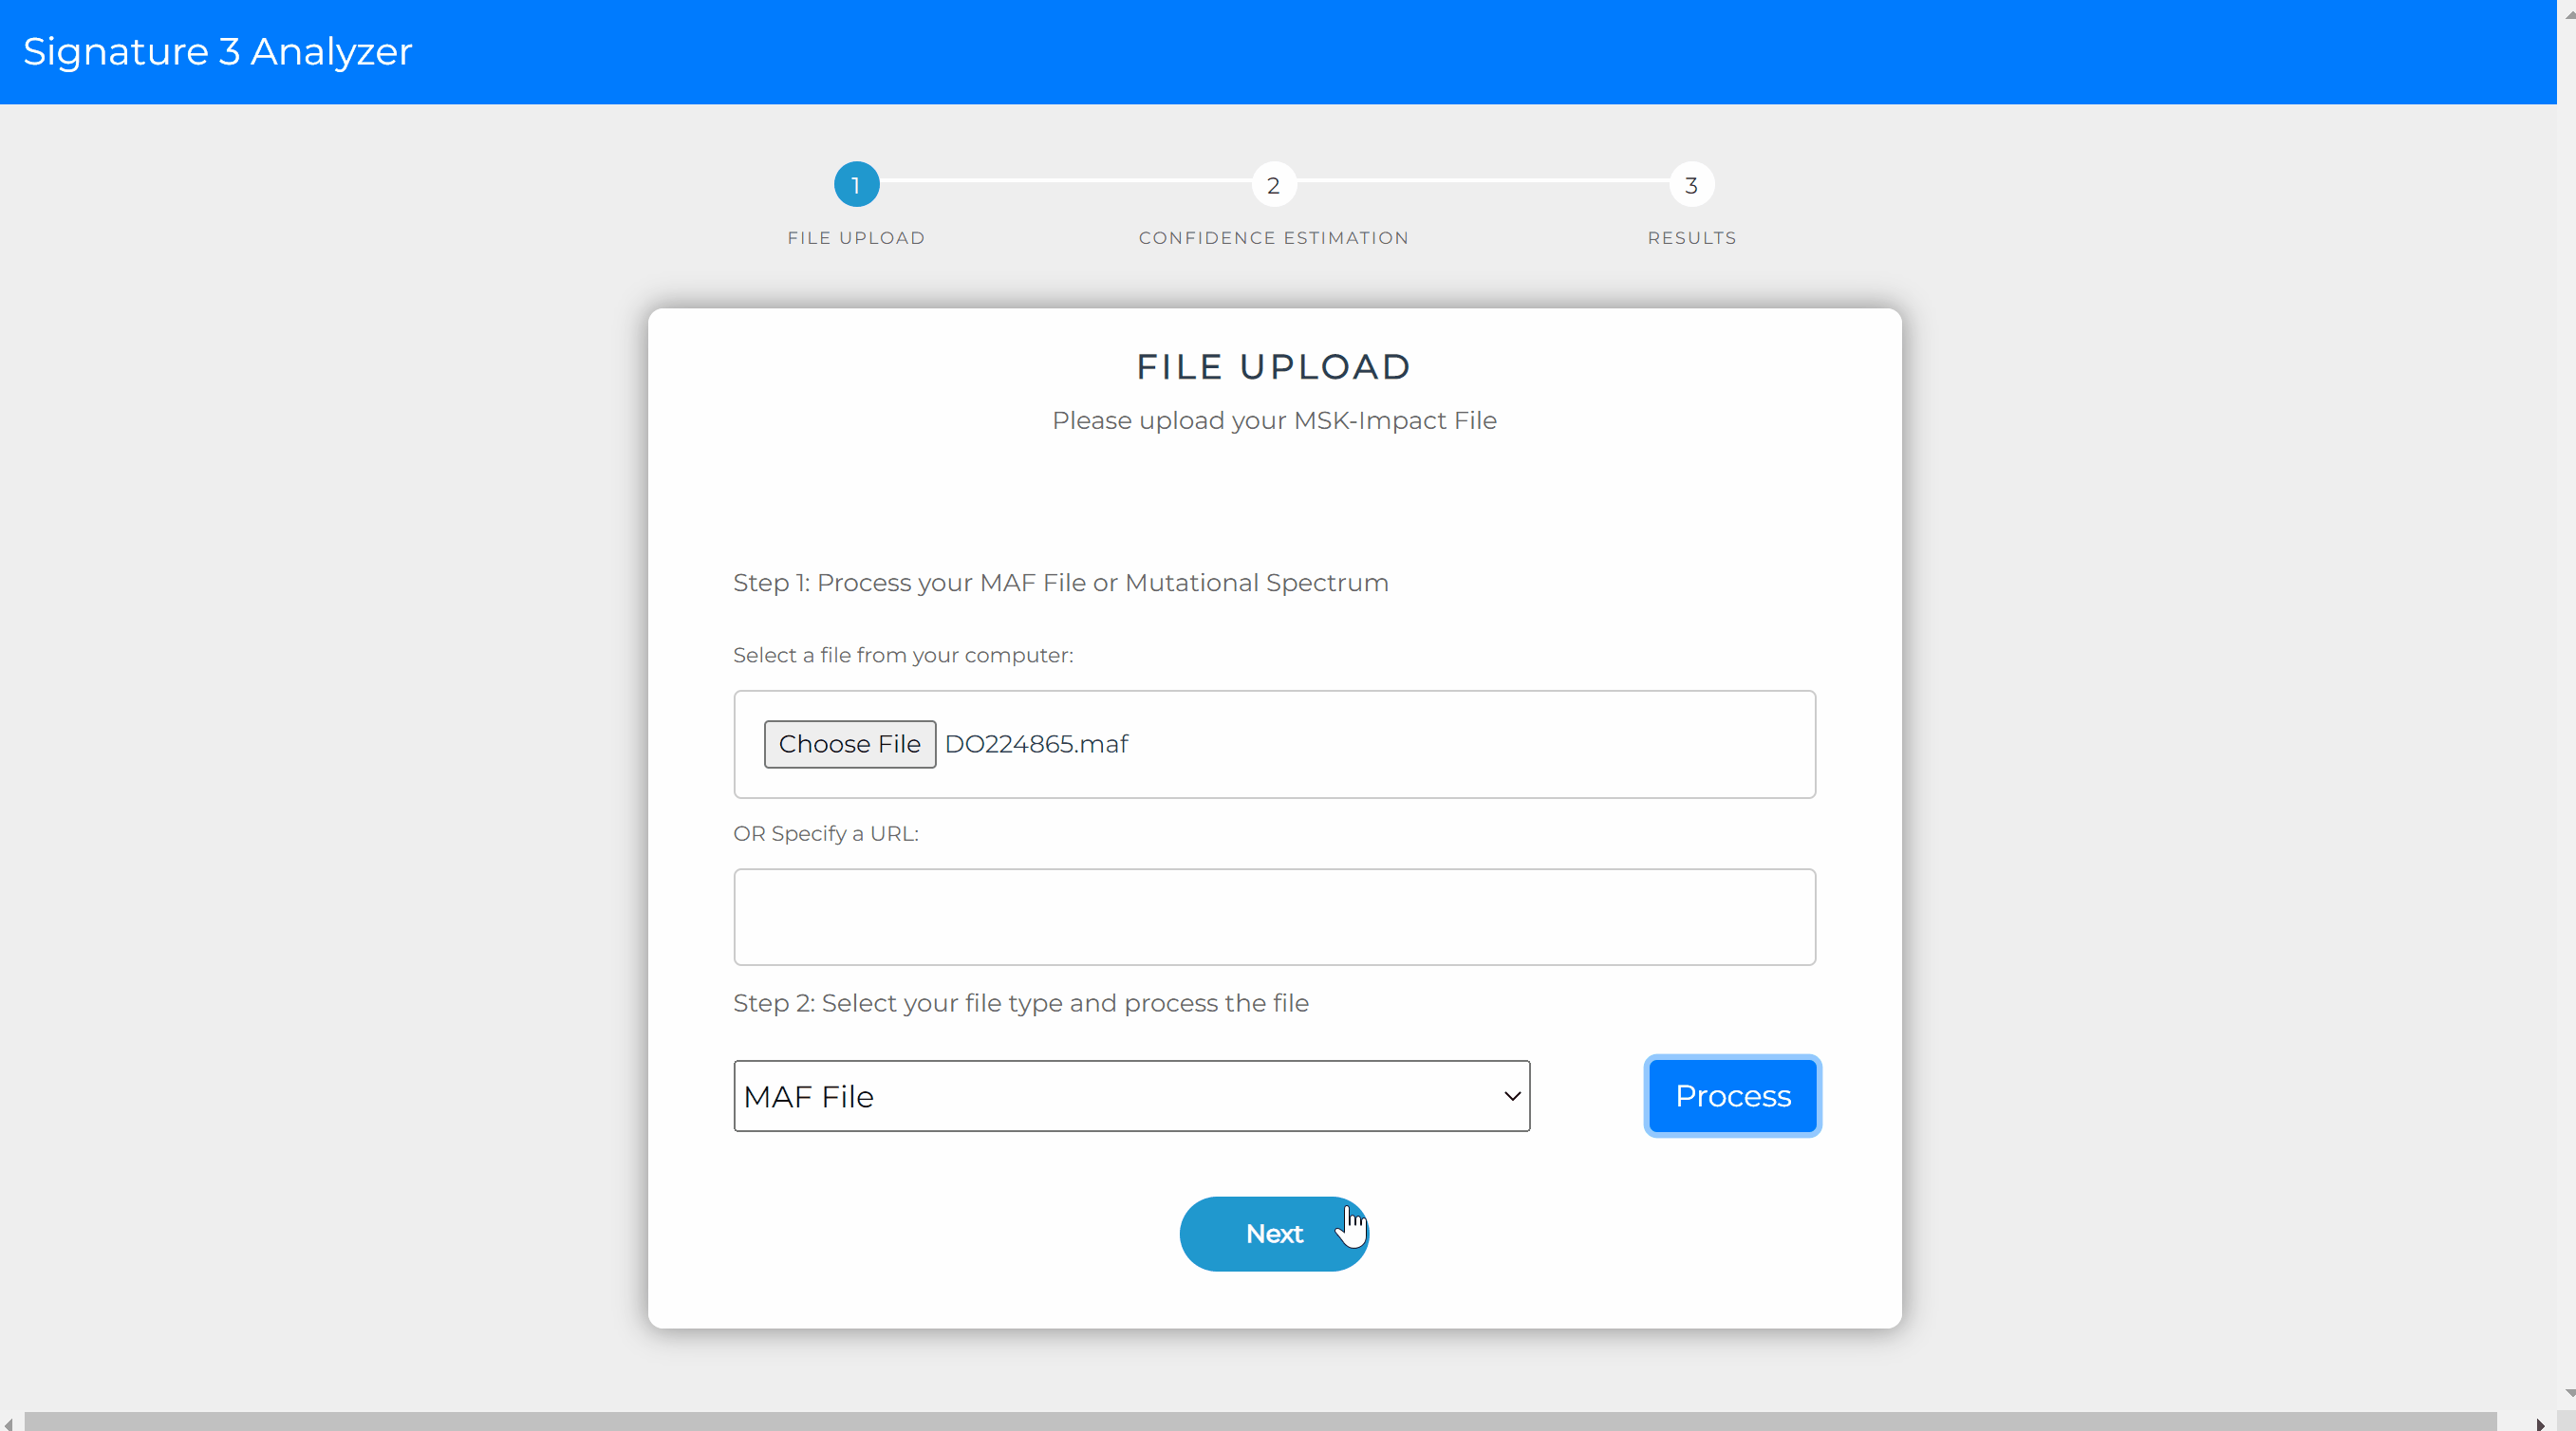 Signature 3 Analyzer
1
2
3
FILE UPLOAD
CONFIDENCE ESTIMATION
RESULTS
FILE UPLOAD
Please upload your MSK-Impact File
Step 1: Process your MAF File or Mutational Spectrum
Select a file from your computer:
Choose File DO224865.maf
OR Specify a URL:
Step 2: Select your file type and process the file
MAF File
Process
Next